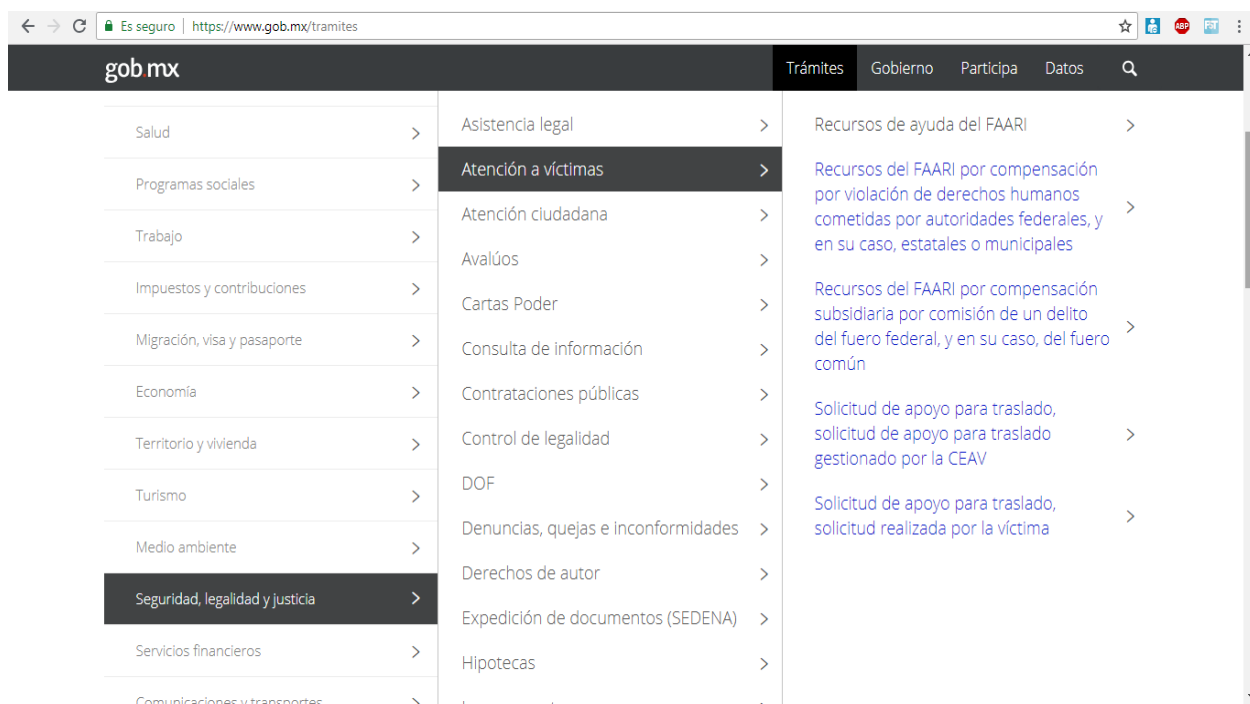 Es seguro | https://www.gob.mx/tramites
gob.mx
Trámites Gobierno Participa Datos
Salud
Programas sociales
Trabajo
Impuestos y contribuciones
Migración, visa y pasaporte
Economía
Territorio y vivienda
Turismo
Medio ambiente
Seguridad, legalidad y justicia
Servicios financieros
Comunicaciones y transportes
Asistencia legal
Atención a víctimas
Atención ciudadana
Avalúos
Cartas Poder
Consulta de información
Contrataciones públicas
Control de legalidad
DOF
Denuncias, quejas e inconformidades
Derechos de autor
Expedición de documentos (SEDENA)
Hipotecas
Recursos de ayuda del FAARI
Recursos del FAARI por compensación
por violación de derechos humanos
cometidas por autoridades federales, y
en su caso, estatales o municipales
Recursos del FAARI por compensación
subsidiaria por comisión de un delito
del fuero federal, y en su caso, del fuero
común
Solicitud de apoyo para traslado,
solicitud de apoyo para traslado
gestionado por la CEAV
Solicitud de apoyo para traslado,
solicitud realizada por la víctima